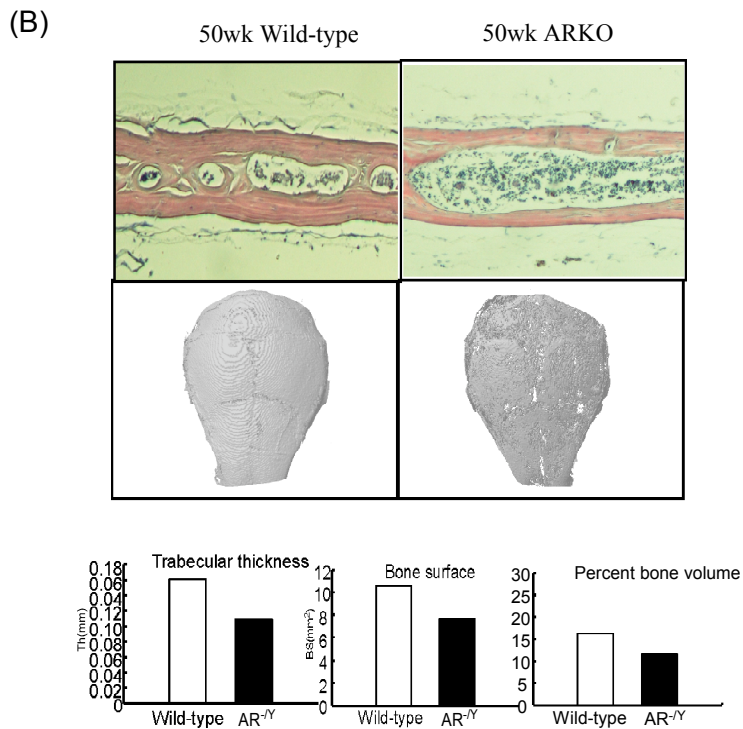 (B)
50wk Wild-type
50wk ARKO
Trabecular thickness
Th(mm)
0.18
0.06
0.04
0.12
0.10
0.08
0.06
0.04
0.02
0
Wild-type
AR-/Y
Bone surface
BS(mm²)
12
10
8
6
4
2
0
Wild-type
AR-/Y
Percent bone volume
30
25
20
15
10
5
0
Wild-type
AR-/Y